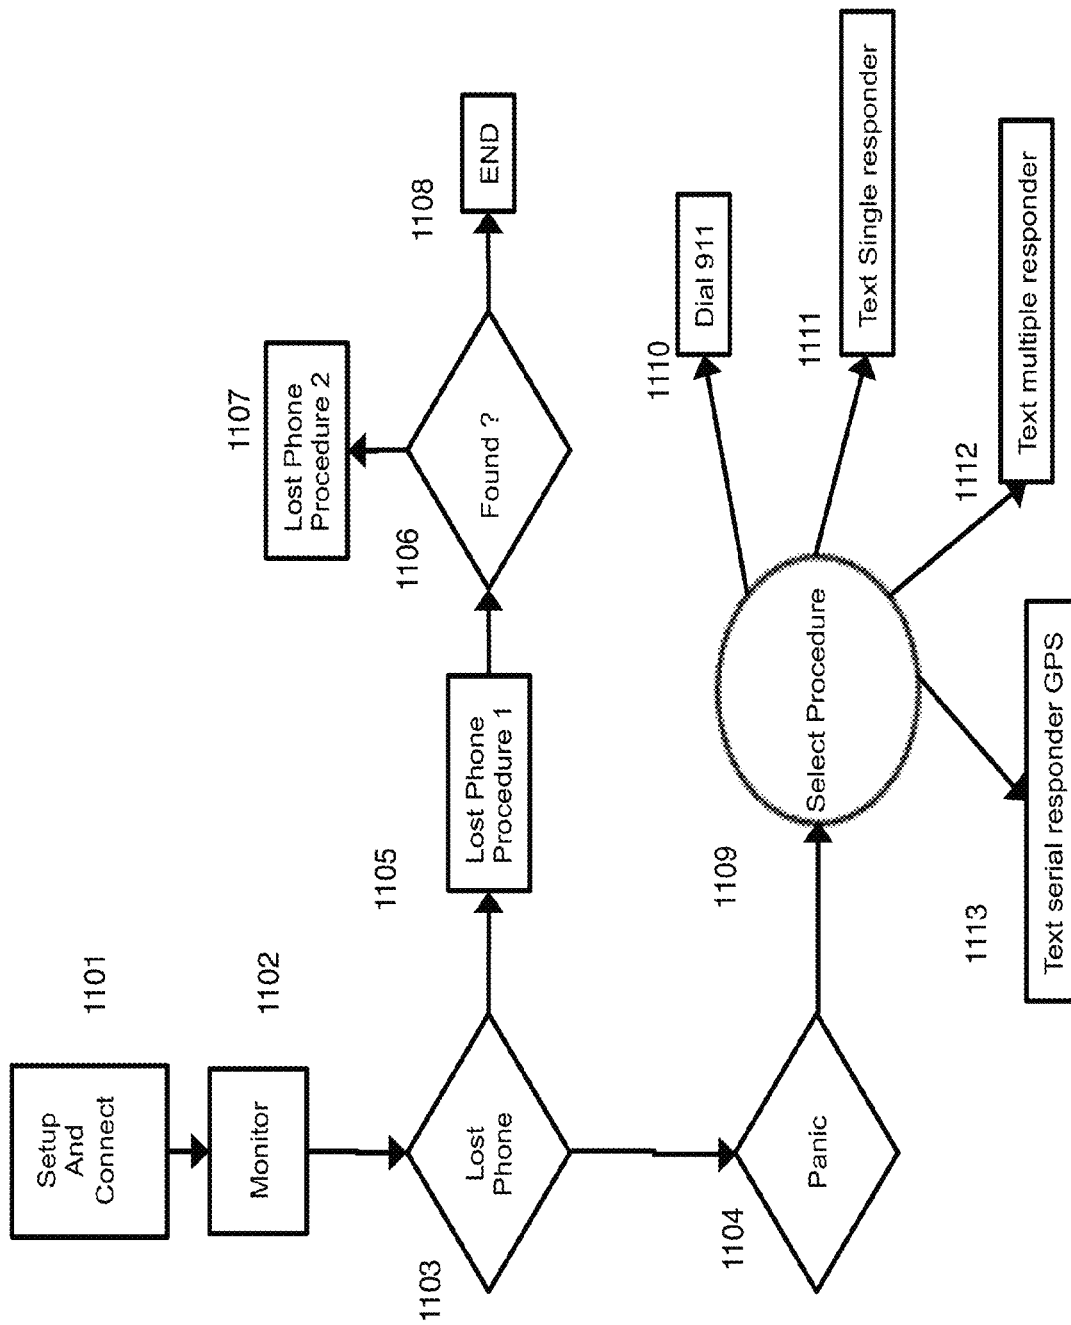 1101
Setup
And
Connect
1102
Monitor
1103
Lost
Phone
1105
Lost Phone
Procedure 1
1106
Found ?
1107
Lost Phone
Procedure 2
1108
END
1104
Panic
1109
Select Procedure
1110
Dial 911
1111
Text Single responder
1112
Text multiple responder
1113
Text serial responder GPS